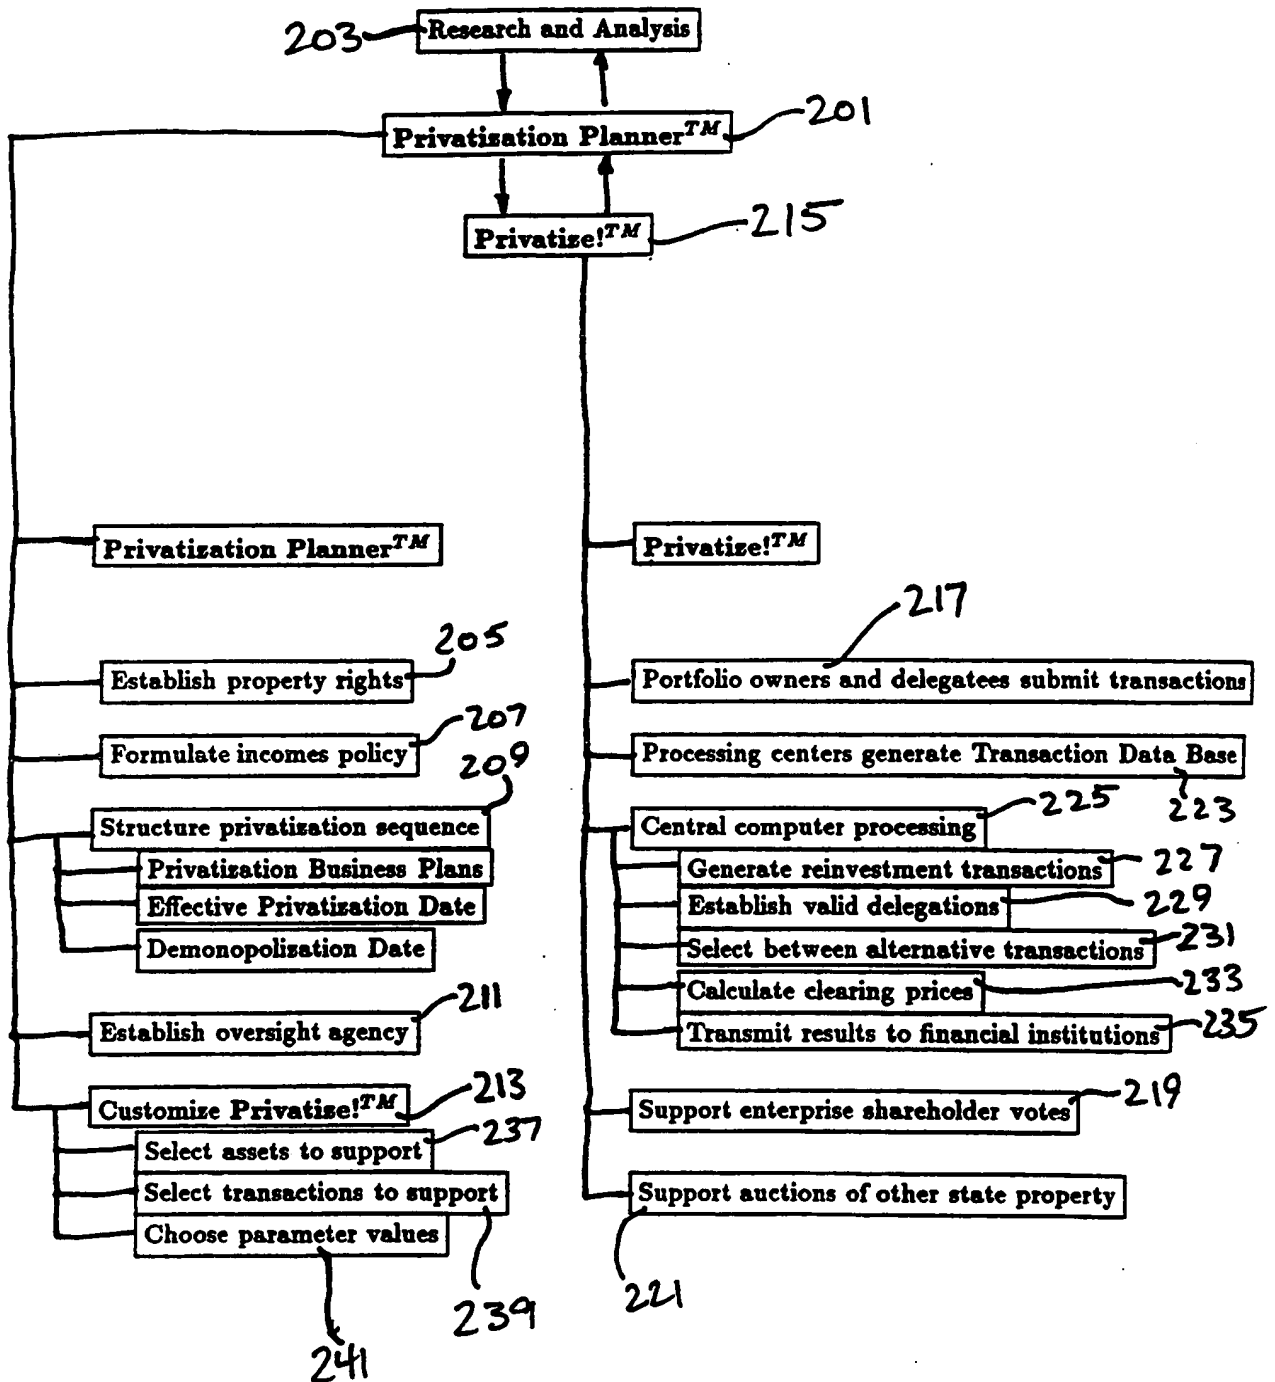 203 Research and Analysis
Privatization Planner™ 201
Privatize!™ 215
Privatization Planner™
Establish property rights 205
Formulate incomes policy 207
Structure privatization sequence 209
Privatization Business Plans
Effective Privatization Date
Demonopolization Date
Establish oversight agency 211
Customize Privatize!™ 213
Select assets to support 237
Select transactions to support 239
Choose parameter values 241
Privatize!™
217
Portfolio owners and delegatees submit transactions
Processing centers generate Transaction Data Base 223
Central computer processing 225
Generate reinvestment transactions 227
Establish valid delegations 229
Select between alternative transactions 231
Calculate clearing prices 233
Transmit results to financial institutions 235
Support enterprise shareholder votes 219
Support auctions of other state property
221